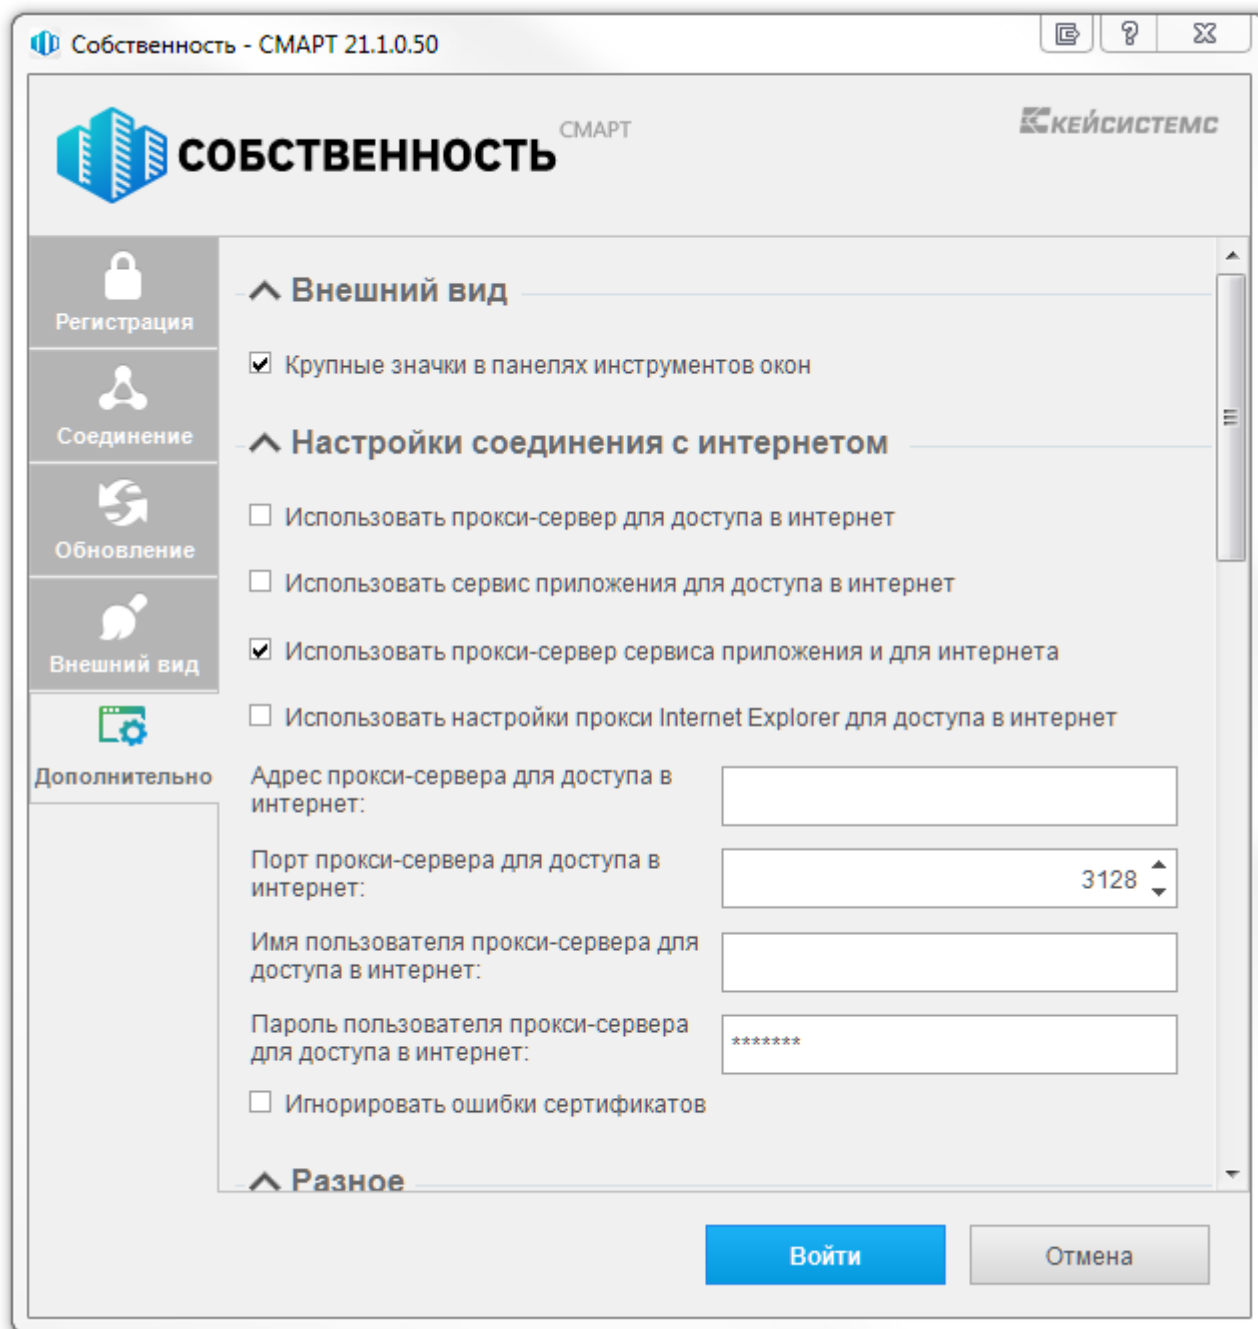 Собственность - СМАРТ 21.1.0.50
СОБСТВЕННОСТЬ СМАРТ
КЕЙСИСТЕМС
Регистрация
Соединение
Обновление
Внешний вид
Дополнительно
Внешний вид
Крупные значки в панелях инструментов окон
Настройки соединения с интернетом
Использовать прокси-сервер для доступа в интернет
Использовать сервис приложения для доступа в интернет
Использовать прокси-сервер сервиса приложения и для интернета
Использовать настройки прокси Internet Explorer для доступа в интернет
Адрес прокси-сервера для доступа в
интернет:
Порт прокси-сервера для доступа в
интернет:
3128
Имя пользователя прокси-сервера для
доступа в интернет:
Пароль пользователя прокси-сервера
для доступа в интернет:
*******
Игнорировать ошибки сертификатов
Разное
Войти
Отмена